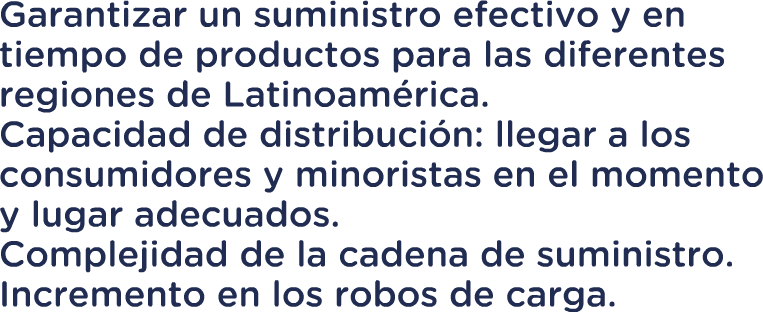 Garantizar un suministro efectivo y en
tiempo de productos para las diferentes
regiones de Latinoamérica.
Capacidad de distribución: llegar a los
consumidores y minoristas en el momento
y lugar adecuados.
Complejidad de la cadena de suministro.
Incremento en los robos de carga.